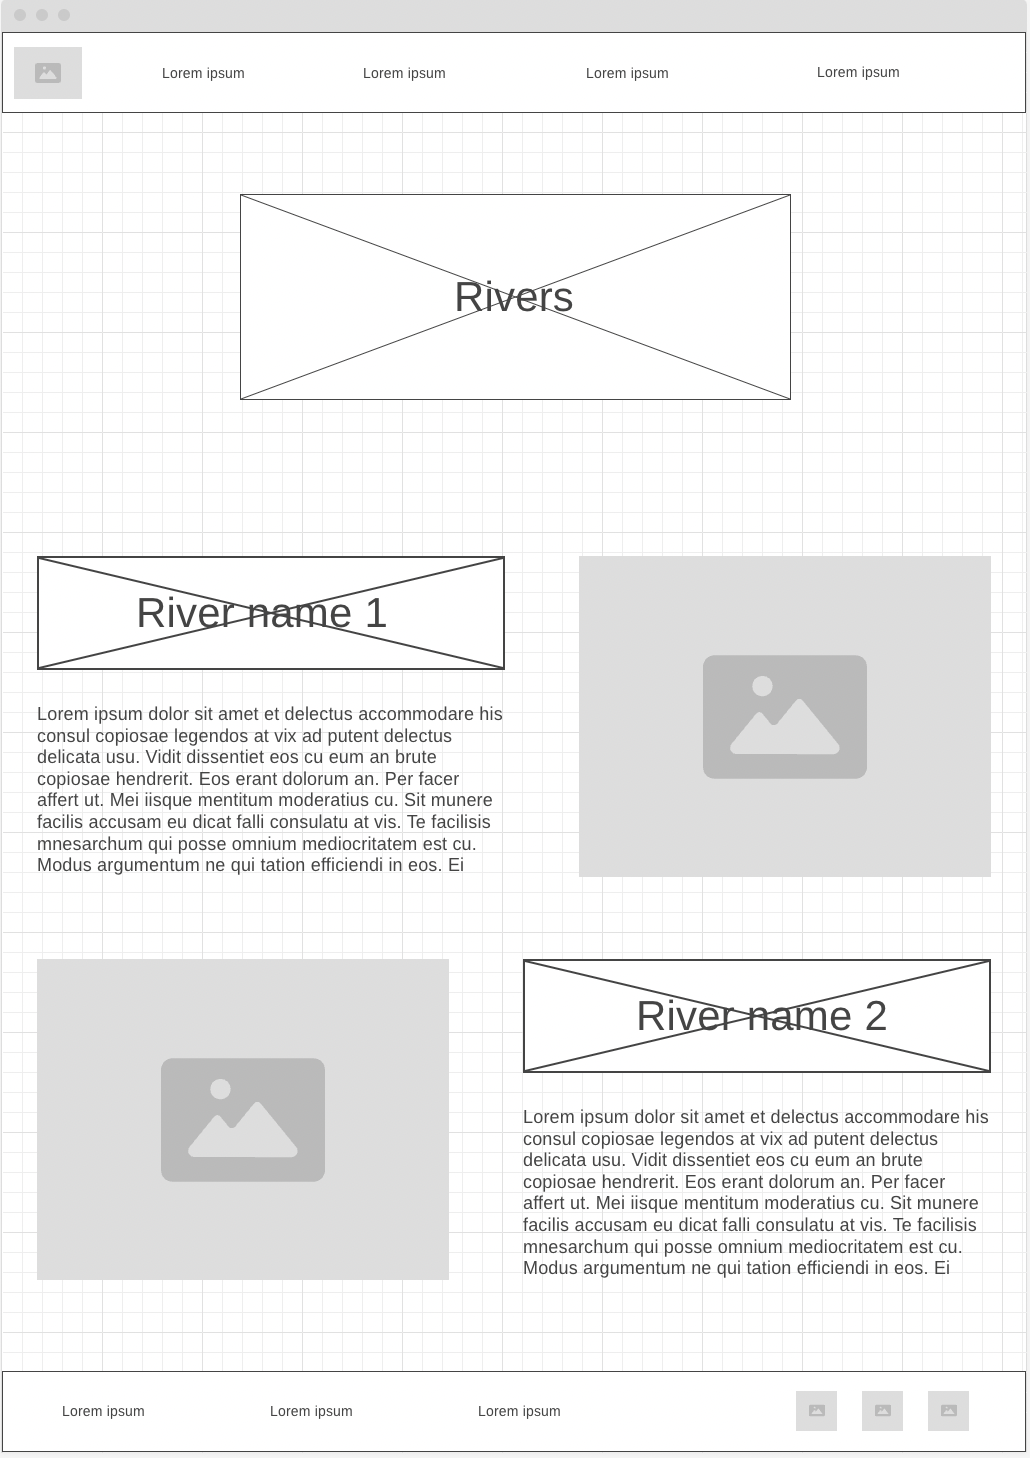 Lorem ipsum
Lorem ipsum
Lorem ipsum
Lorem ipsum
Rivers
River name 1
Lorem ipsum dolor sit amet et delectus accommodare his
consul copiosae legendos at vix ad putent delectus
delicata usu. Vidit dissentiet eos cu eum an brute
copiosae hendrerit. Eos erant dolorum an. Per facer
affert ut. Mei iisque mentitum moderatius cu. Sit munere
facilis accusam eu dicat falli consulatu at vis. Te facilisis
mnesarchum qui posse omnium mediocritatem est cu.
Modus argumentum ne qui tation efficiendi in eos. Ei
River name 2
Lorem ipsum dolor sit amet et delectus accommodare his
consul copiosae legendos at vix ad putent delectus
delicata usu. Vidit dissentiet eos cu eum an brute
copiosae hendrerit. Eos erant dolorum an. Per facer
affert ut. Mei iisque mentitum moderatius cu. Sit munere
facilis accusam eu dicat falli consulatu at vis. Te facilisis
mnesarchum qui posse omnium mediocritatem est cu.
Modus argumentum ne qui tation efficiendi in eos. Ei
Lorem ipsum
Lorem ipsum
Lorem ipsum